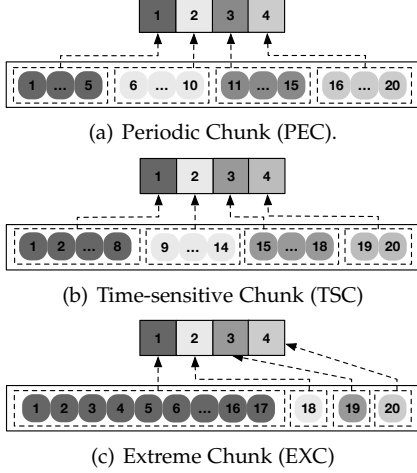 1 2 3 4
1 ... 5 6 ... 10 11 ... 15 16 ... 20
(a) Periodic Chunk (PEC).
1 2 3 4
1 2 ... 8 9 ... 14 15 ... 18 19 20
(b) Time-sensitive Chunk (TSC)
1 2 3 4
1 2 3 4 5 6 ... 16 17 18 19 20
(c) Extreme Chunk (EXC)